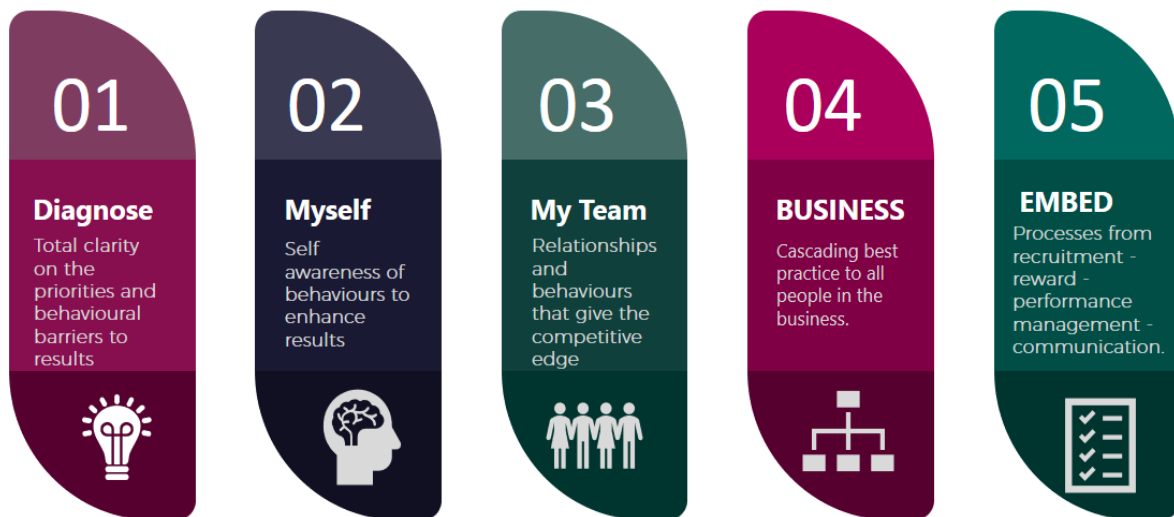 01
Diagnose
Total clarity
on the
priorities and
behavioural
barriers to
results
02
Myself
Self
awareness of
behaviours to
enhance
results
03
My Team
Relationships
and
behaviours
that give the
competitive
edge
04
BUSINESS
Cascading best
practice to all
people in the
business.
05
EMBED
Processes from
recruitment -
reward -
performance
management -
communication.